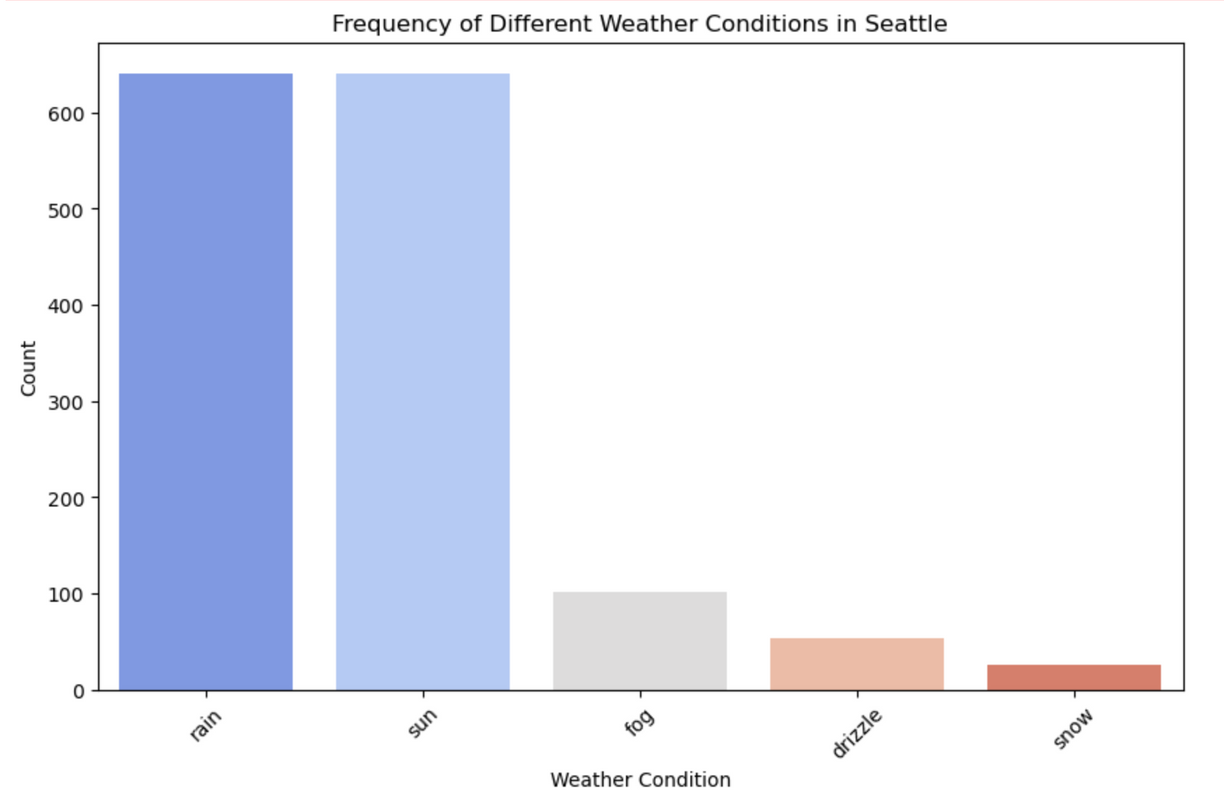 Frequency of Different Weather Conditions in Seattle
600
500
400
300
200
100
0
Count
rain
sun
fog
drizzle
snow
Weather Condition